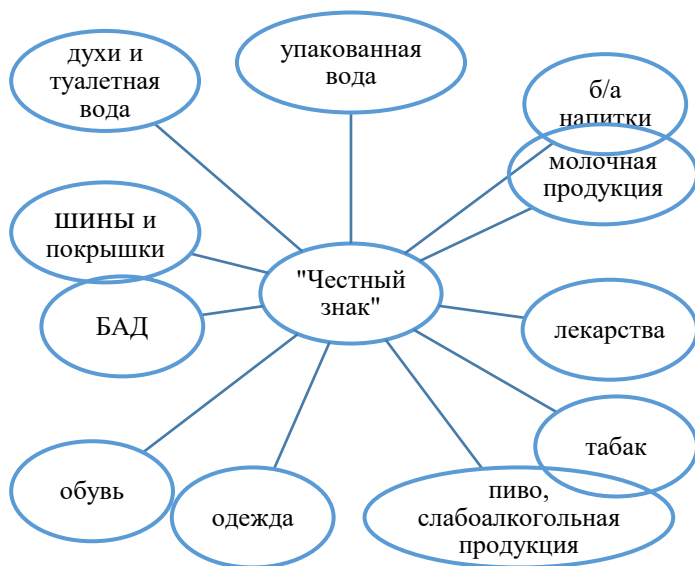 духи и
туалетная
вода
упакованная
вода
б/а
напитки
молочная
продукция
шины и
покрышки
"Честный
знак"
БАД
лекарства
табак
обувь
одежда
пиво,
слабоалкогольная
продукция